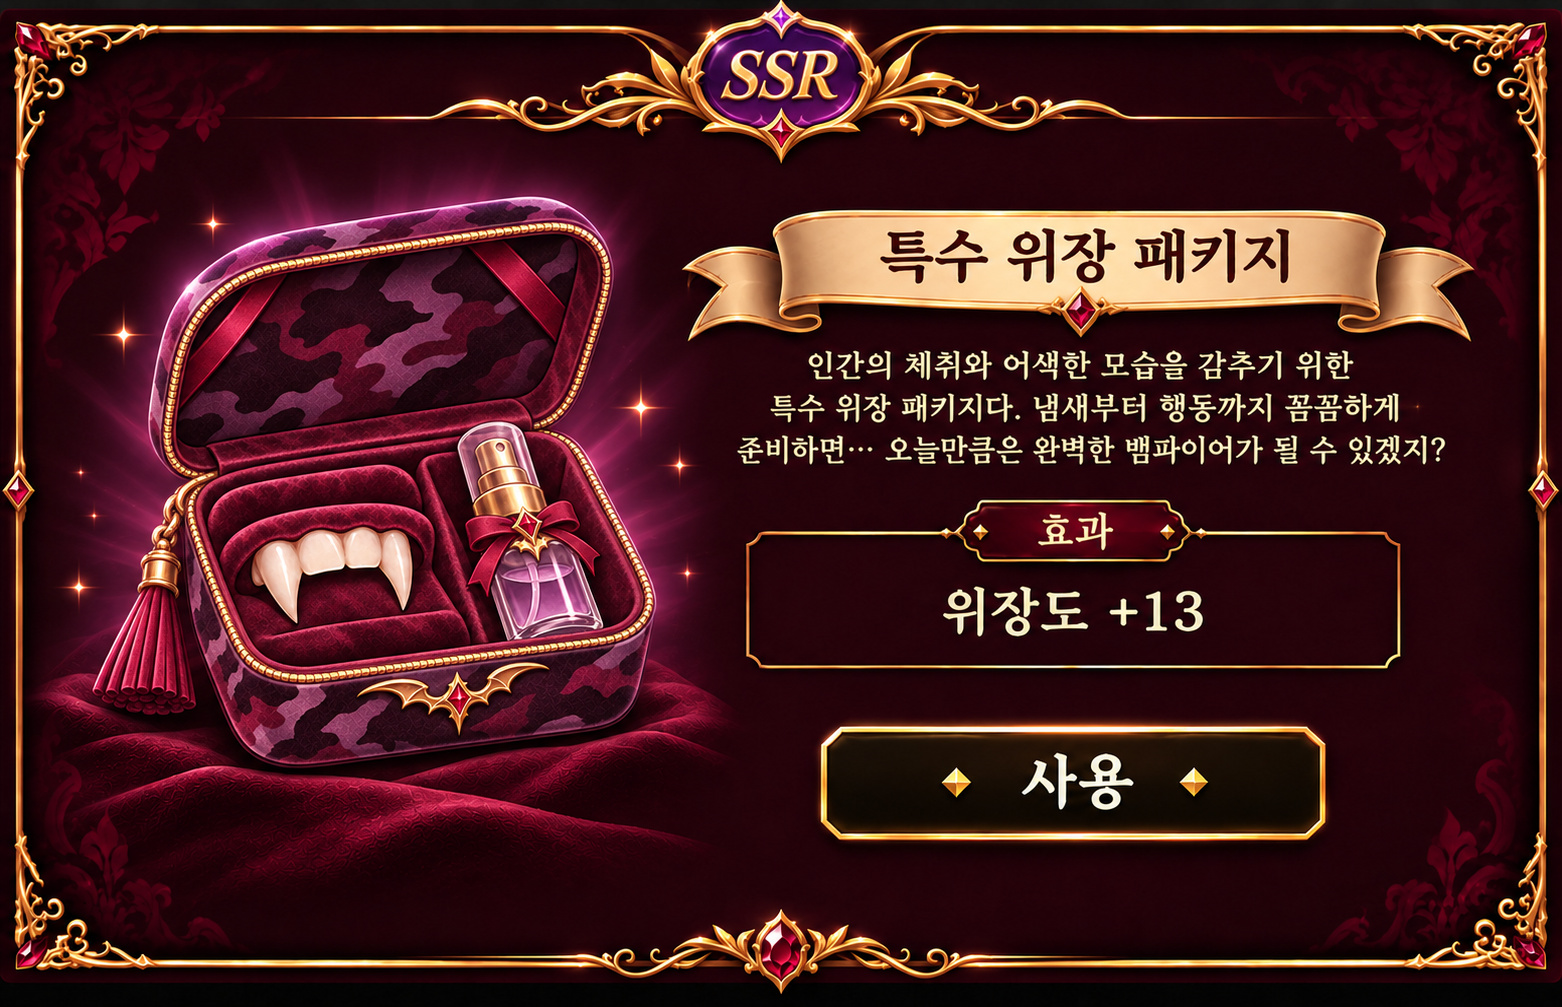 SSR
특수 위장 패키지
인간의 체취와 어색한 모습을 감추기 위한
특수 위장 패키지다. 냄새부터 행동까지 꼼꼼하게
준비하면… 오늘만큼은 완벽한 뱀파이어가 될 수 있겠지?
효과
위장도 +13
사용